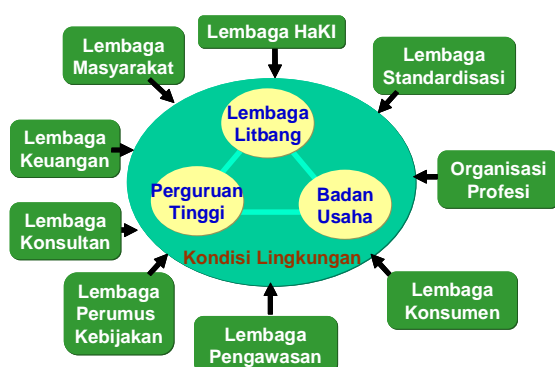 Lembaga HaKI
Lembaga
Masyarakat
Lembaga
Standardisasi
Lembaga
Litbang
Lembaga
Keuangan
Organisasi
Profesi
Perguruan
Tinggi
Badan
Usaha
Lembaga
Konsultan
Kondisi Lingkungan
Lembaga
Perumus
Kebijakan
Lembaga
Konsumen
Lembaga
Pengawasan